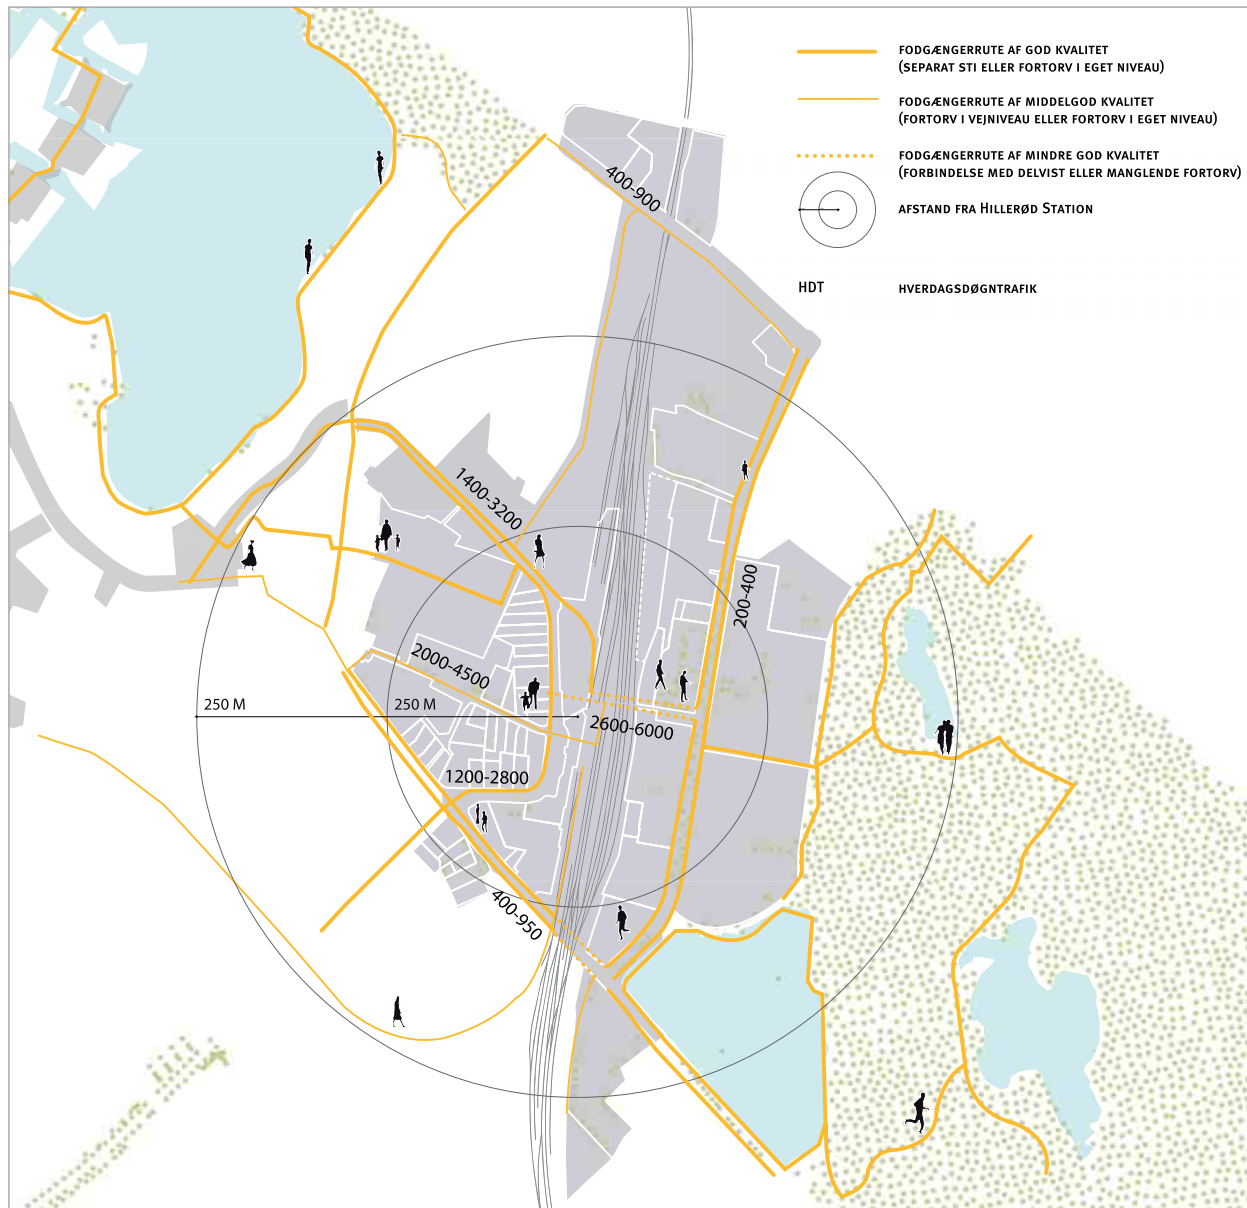 FODGÆNGERRUTE AF GOD KVALITET
(SEPARAT STI ELLER FORTORV I EGET NIVEAU)
FODGÆNGERRUTE AF MIDDELGOD KVALITET
(FORTORV I VEJNIVEAU ELLER FORTORV I EGET NIVEAU)
FODGÆNGERRUTE AF MINDRE GOD KVALITET
(FORBINDELSE MED DELVIST ELLER MANGLENDE FORTORV)
AFSTAND FRA HILLERØD STATION
HDT HVERDAGSDØGNTRAFIK
400-900
1400-3200
200-400
2000-4500
250 M 250 M
2600-6000
1200-2800
400-950